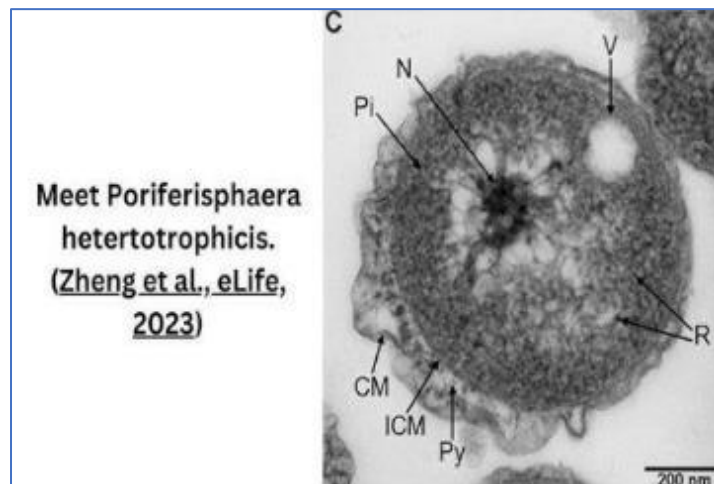 Meet Poriferisphaera
hetertotrophicis.
(Zheng et al., eLife,
2023)
C
N
V
Pi
R
CM
ICM
Py
200 nm